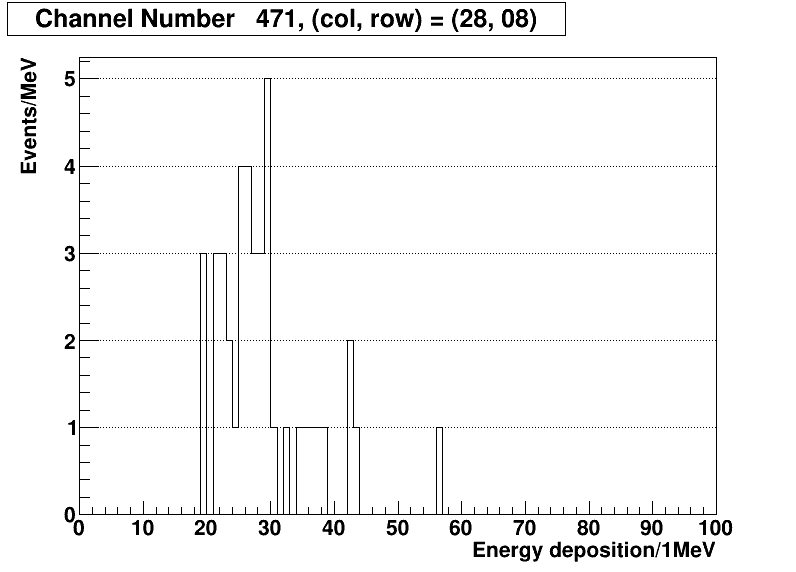 Channel Number 471, (col, row) = (28, 08)
Events/MeV
5
4
3
2
1
0
0 10 20 30 40 50 60 70 80 90 100
Energy deposition/1MeV